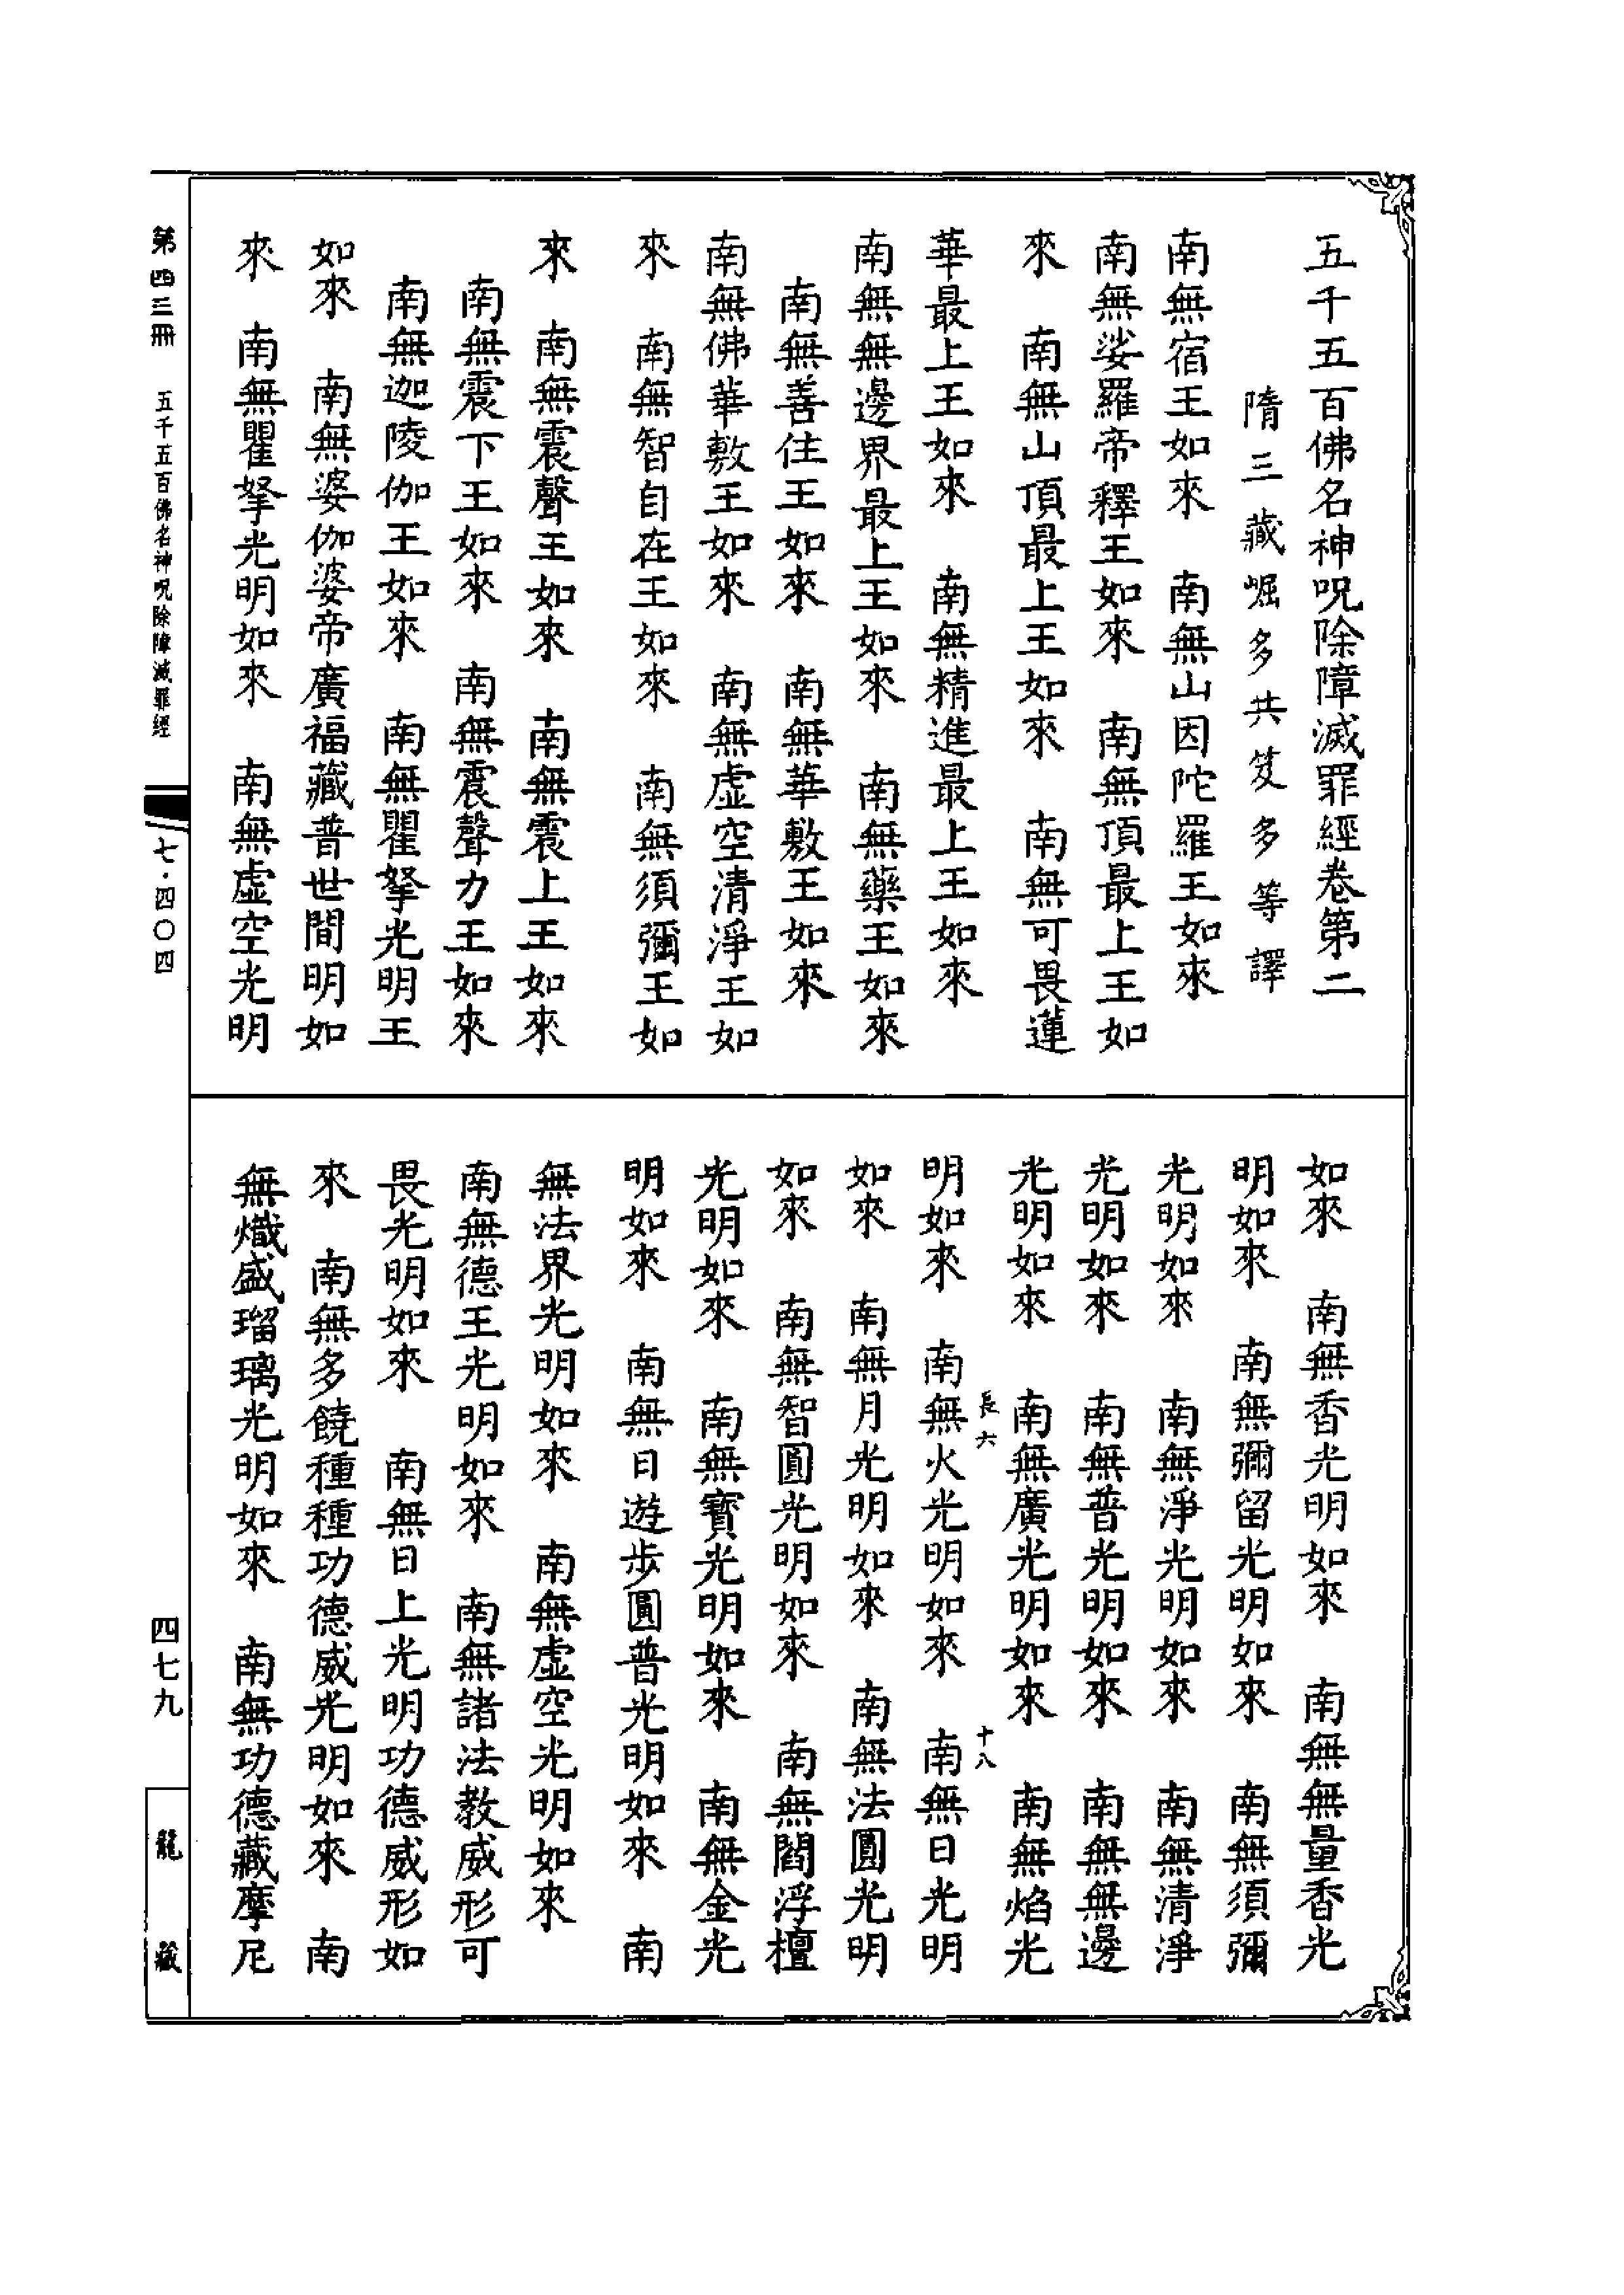 五千五百佛名神呪除障滅罪經卷第二
隋三藏崛多共笈多等譯
南無宿王如來　南無山因陀羅王如來
南無娑羅帝釋王如來　南無頂最上王如
來　南無山頂最上王如來　南無可畏蓮
華最上王如來　南無精進最上王如來
南無無邊界最上王如來　南無藥王如來
南無善住王如來　南無華敷王如來
南無佛華敷王如來　南無虛空清淨王如
來　南無智自在王如來　南無須彌王如
來　南無震聲王如來　南無震上王如來
南無震下王如來　南無震聲力王如來
南無迦陵伽王如來　南無瞿拏光明王
如來　南無婆伽婆帝廣福藏普世間明如
來　南無瞿拏光明如來　南無虛空光明
如來　南無香光明如來　南無無量香光
明如來　南無彌留光明如來　南無須彌
光明如來　南無淨光明如來　南無清淨
光明如來　南無普光明如來　南無無邊
光明如來　南無廣光明如來　南無焰光
長六　十八
明如來　南無火光明如來　南無日光明
如來　南無月光明如來　南無法圓光明
如來　南無智圓光明如來　南無閻浮檀
光明如來　南無寶光明如來　南無金光
明如來　南無日遊步圓普光明如來　南
無法界光明如來　南無虛空光明如來
南無德王光明如來　南無諸法教威形可
畏光明如來　南無日上光明功德威形如
來　南無多饒種種功德威光明如來　南
無熾盛瑠璃光明如來　南無功德藏摩尼
第四三冊　五千五百佛名神呪除障滅罪經
七·四〇四
四七九
龍藏